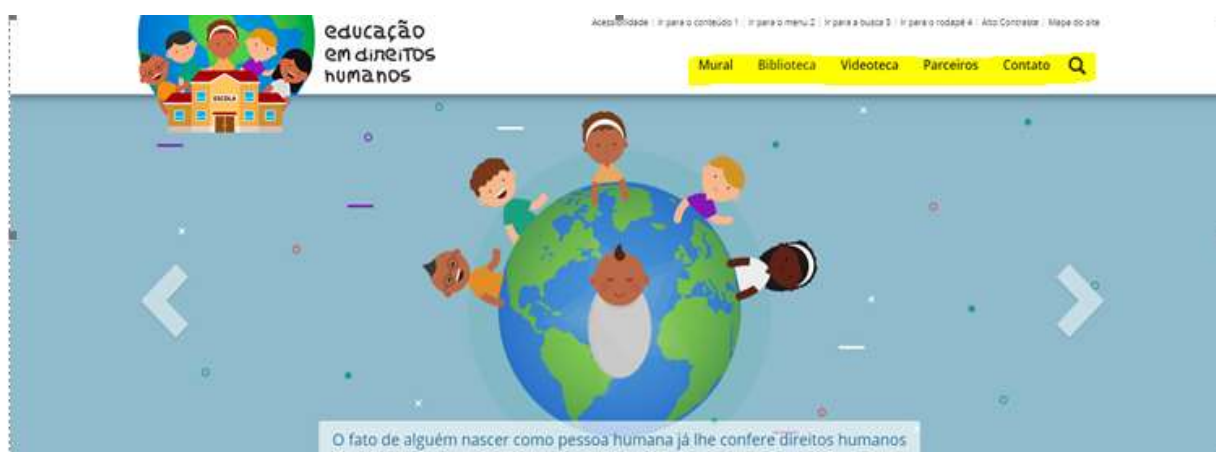 Acessibilidade | Ir para o conteúdo 1 | Ir para o menu 2 | Ir para a busca 3 | Ir para o rodapé 4 | Alto Contraste | Mapa do site
educação
em direitos
humanos
Mural Biblioteca Videoteca Parceiros Contato
ESCOLA
O fato de alguém nascer como pessoa humana já lhe confere direitos humanos